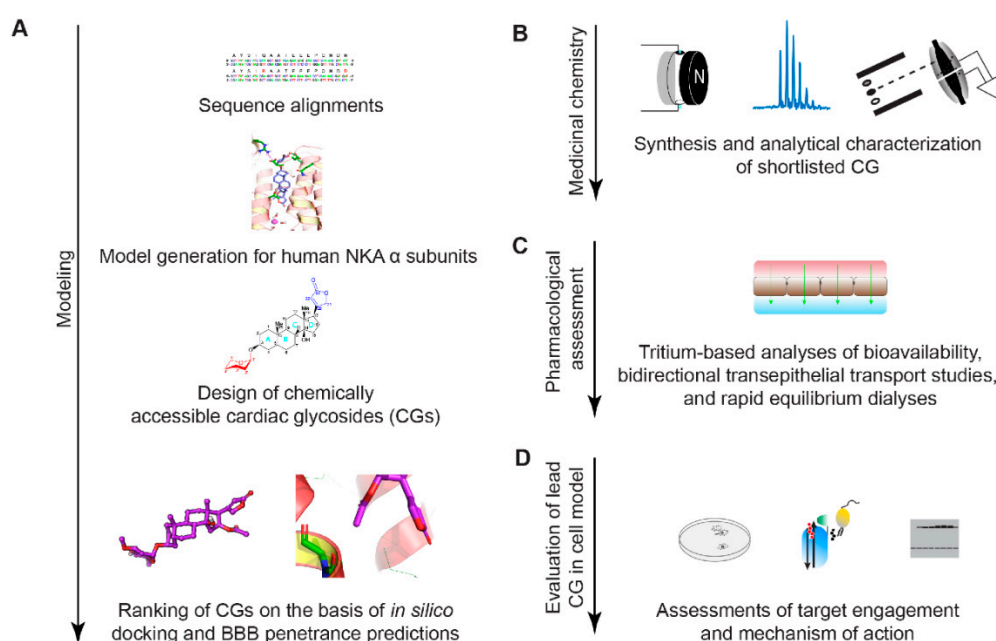 A
Modeling
Sequence alignments
Model generation for human NKA α subunits
A
B
C
D
Design of chemically
accessible cardiac glycosides (CGs)
Ranking of CGs on the basis of in silico
docking and BBB penetrance predictions
B
Medicinal chemistry
N
Synthesis and analytical characterization
of shortlisted CG
C
Pharmacological
assessment
Tritium-based analyses of bioavailability,
bidirectional transepithelial transport studies,
and rapid equilibrium dialyses
D
Evaluation of lead
CG in cell model
Assessments of target engagement
and mechanism of action